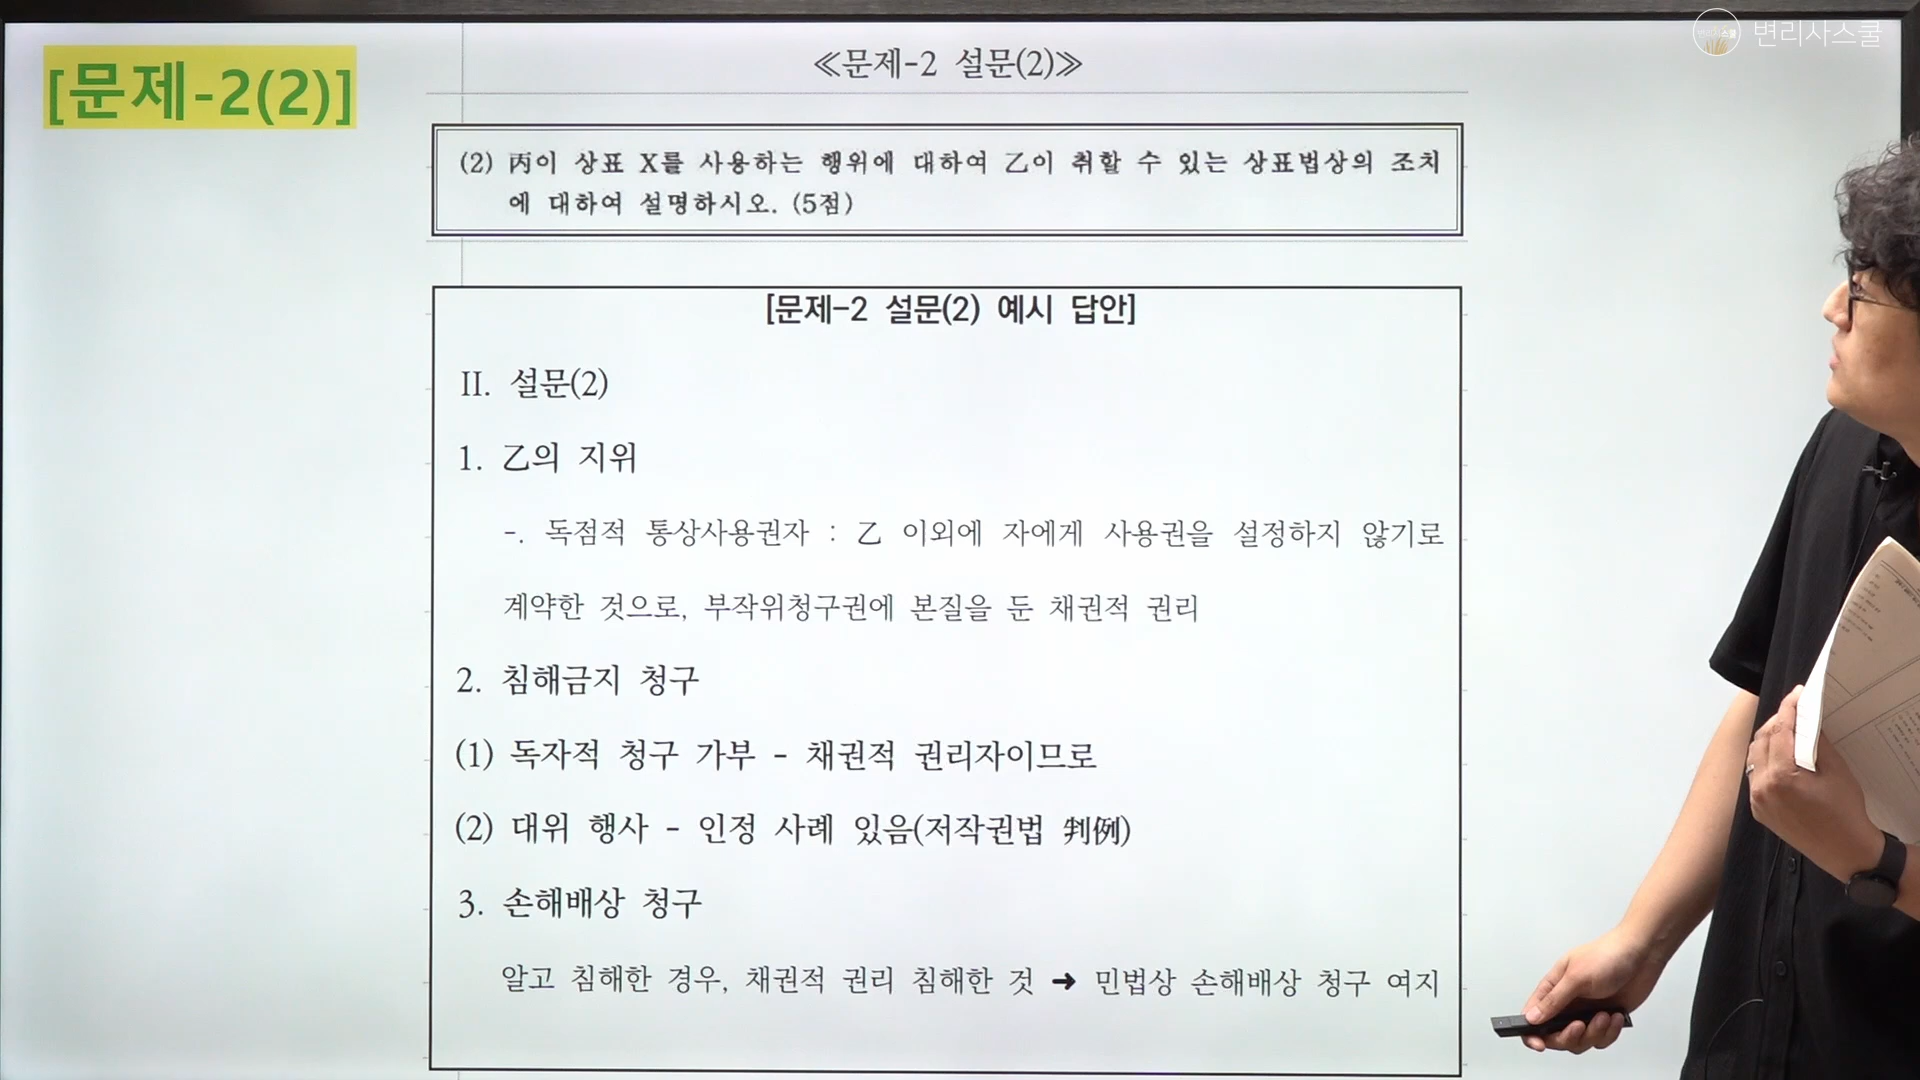 변리사스쿨
변리사스쿨
[문제-2(2)]
≪문제-2 설문(2)≫
(2) 丙이 상표 X를 사용하는 행위에 대하여 乙이 취할 수 있는 상표법상의 조치
에 대하여 설명하시오. (5점)
[문제-2 설문(2) 예시 답안]
II. 설문(2)
1. 乙의 지위
-. 독점적 통상사용권자 : 乙 이외에 자에게 사용권을 설정하지 않기로
계약한 것으로, 부작위청구권에 본질을 둔 채권적 권리
2. 침해금지 청구
(1) 독자적 청구 가부 - 채권적 권리자이므로
(2) 대위 행사 - 인정 사례 있음(저작권법 判例)
3. 손해배상 청구
알고 침해한 경우, 채권적 권리 침해한 것 ➜ 민법상 손해배상 청구 여지